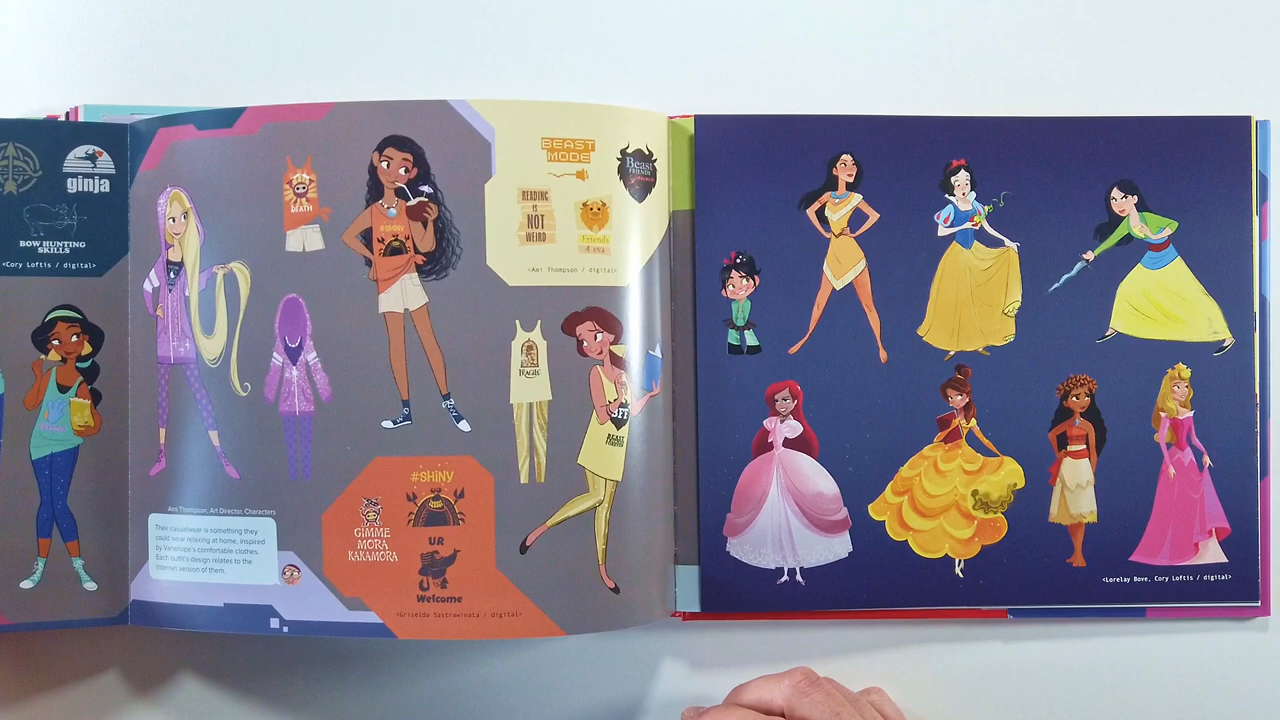 ginja
BOW HUNTING
SKILLS
<Cory Loftis / digital>
DEATH
#SHINY
BEAST
MODE
Beast
FRIENDS
READING
IS
NOT
WEIRD
Friends
4 eva
<Ami Thompson / digital>
FRAGILE
BFF
BEAST
FOREVER
Ami Thompson, Art Director, Characters
Their casualwear is something they
could wear relaxing at home, inspired
by Vanellope's comfortable clothes.
Each outfit's design relates to the
Internet version of them.
#SHINY
GIMME
MORA
KAKAMORA
UR
Welcome
<Griselda Sastrawinata / digital>
<Lorelay Bove, Cory Loftis / digital>